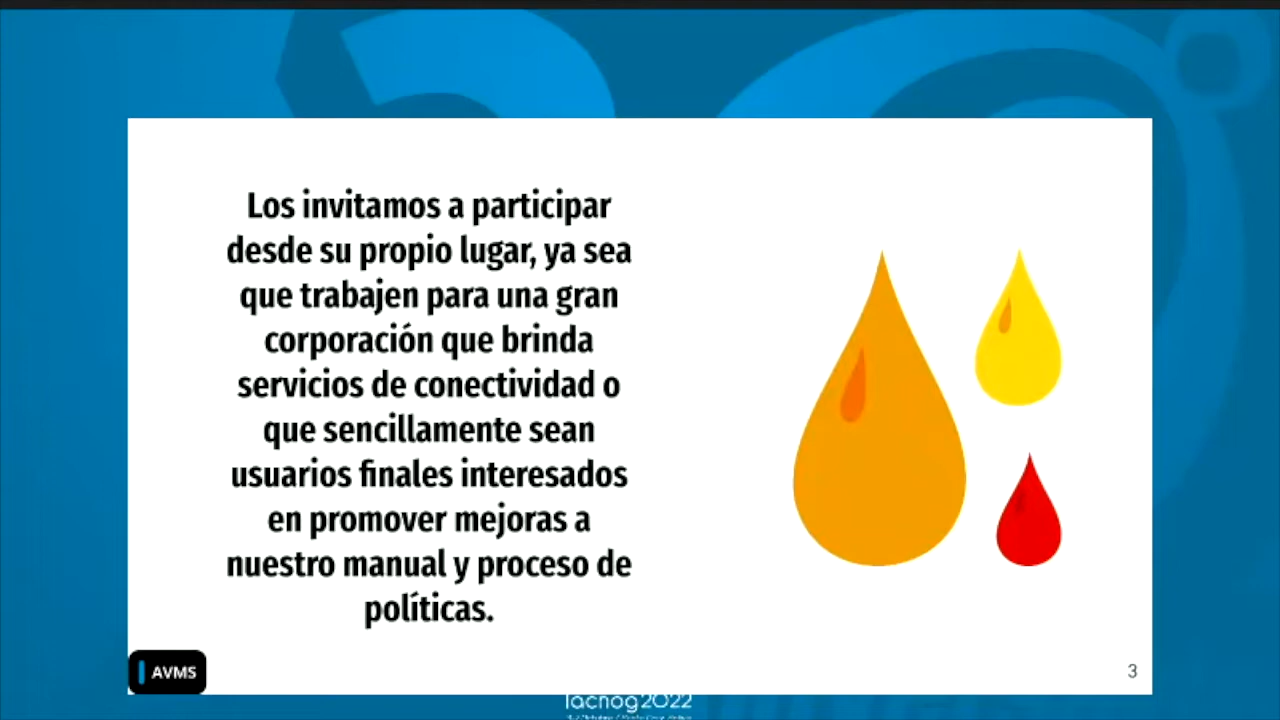 Los invitamos a participar
desde su propio lugar, ya sea
que trabajen para una gran
corporación que brinda
servicios de conectividad o
que sencillamente sean
usuarios finales interesados
en promover mejoras a
nuestro manual y proceso de
políticas.
AVMS
3
lacnog2022